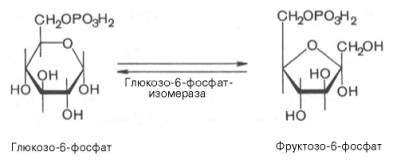 CH₂OPO₃H₂
O
OH
HO
OH
OH
Глюкозо-6-фосфат
Глюкозо-6-фосфат-
изомераза
CH₂OPO₃H₂
O
CH₂OH
HO
OH
HO
Фруктозо-6-фосфат